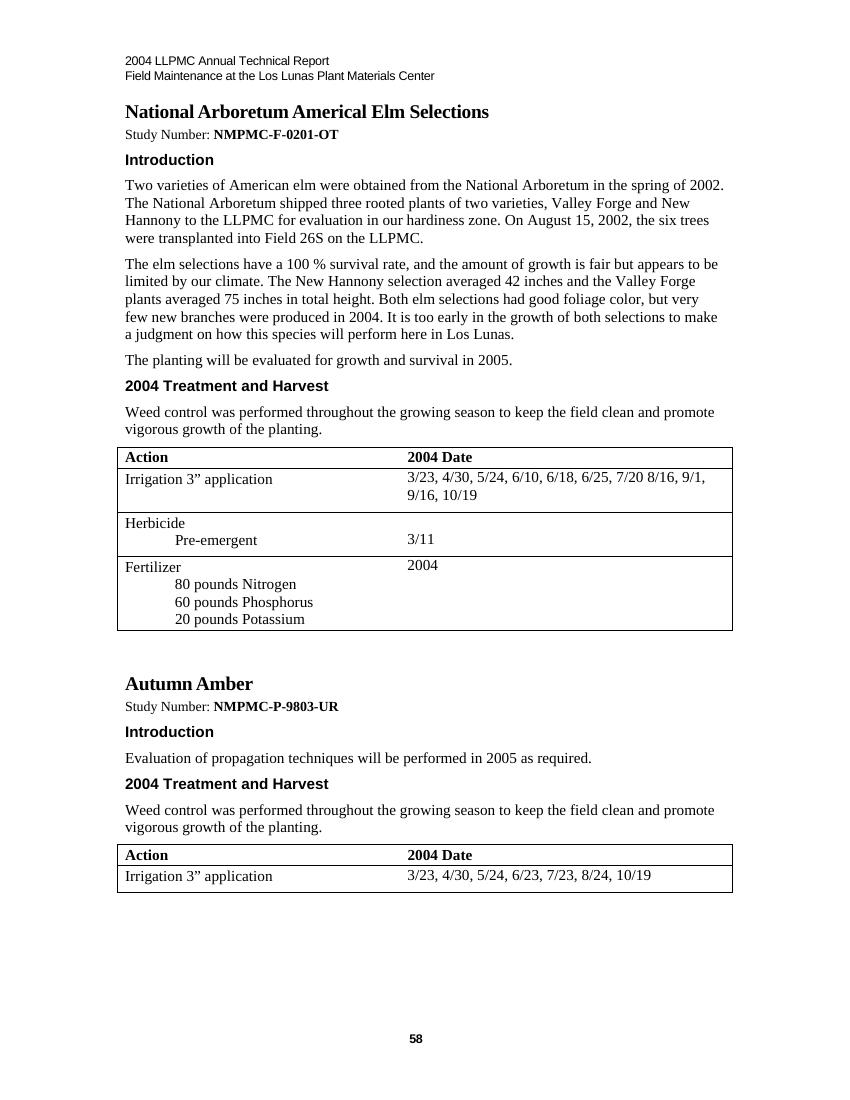 2004 LLPMC Annual Technical Report
Field Maintenance at the Los Lunas Plant Materials Center
National Arboretum Americal Elm Selections
Study Number: NMPMC-F-0201-OT
Introduction
Two varieties of American elm were obtained from the National Arboretum in the spring of 2002.
The National Arboretum shipped three rooted plants of two varieties, Valley Forge and New
Hannony to the LLPMC for evaluation in our hardiness zone. On August 15, 2002, the six trees
were transplanted into Field 26S on the LLPMC.
The elm selections have a 100 % survival rate, and the amount of growth is fair but appears to be
limited by our climate. The New Hannony selection averaged 42 inches and the Valley Forge
plants averaged 75 inches in total height. Both elm selections had good foliage color, but very
few new branches were produced in 2004. It is too early in the growth of both selections to make
a judgment on how this species will perform here in Los Lunas.
The planting will be evaluated for growth and survival in 2005.
2004 Treatment and Harvest
Weed control was performed throughout the growing season to keep the field clean and promote
vigorous growth of the planting.
Action 2004 Date
Irrigation 3” application 3/23, 4/30, 5/24, 6/10, 6/18, 6/25, 7/20 8/16, 9/1,
9/16, 10/19
Herbicide
Pre-emergent 3/11
Fertilizer 2004
80 pounds Nitrogen
60 pounds Phosphorus
20 pounds Potassium
Autumn Amber
Study Number: NMPMC-P-9803-UR
Introduction
Evaluation of propagation techniques will be performed in 2005 as required.
2004 Treatment and Harvest
Weed control was performed throughout the growing season to keep the field clean and promote
vigorous growth of the planting.
Action 2004 Date
Irrigation 3” application 3/23, 4/30, 5/24, 6/23, 7/23, 8/24, 10/19
58